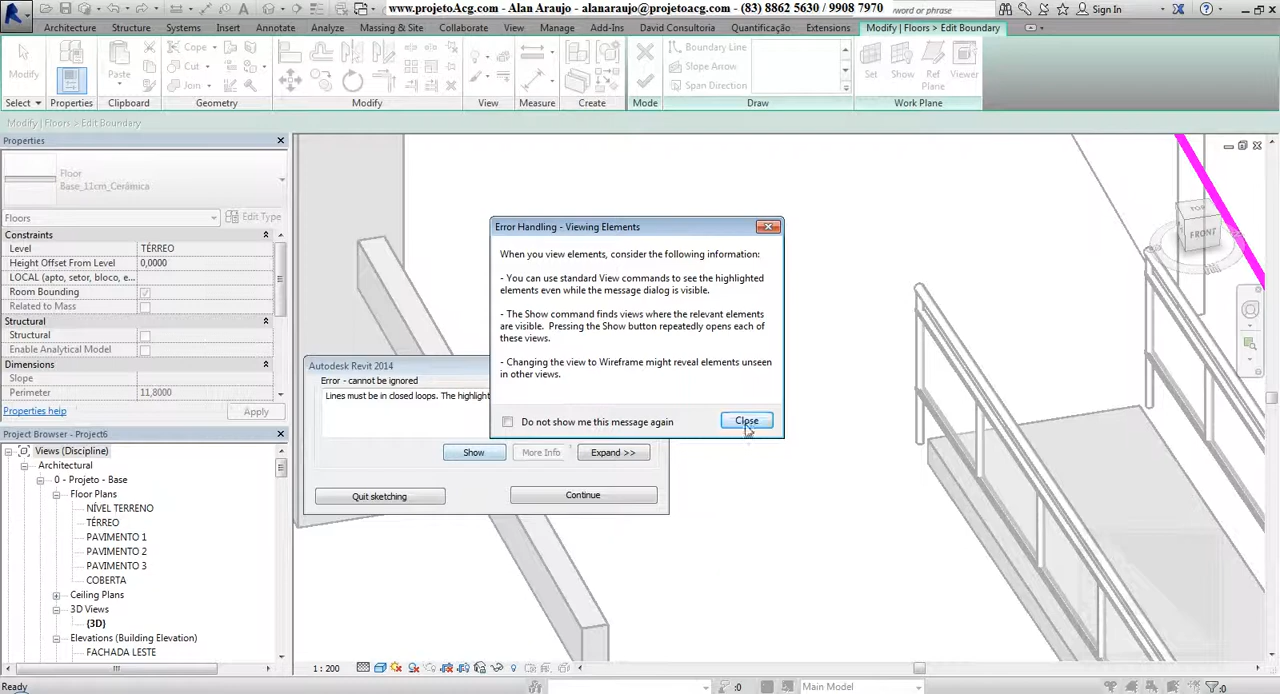 www.projetoAcg.com - Alan Araujo - alanaraujo@projetoacg.com - (83) 8862 5630 / 9908 7970
word or phrase
Sign In
Architecture Structure Systems Insert Annotate Analyze Massing & Site Collaborate View Manage Add-Ins David Consultoria Quantificação Extensions Modify | Floors > Edit Boundary
Modify
Properties
Paste
Cope
Cut
Join
Boundary Line
Slope Arrow
Span Direction
Set
Show
Ref Plane
Viewer
Select Properties Clipboard Geometry Modify View Measure Create Mode Draw Work Plane
Modify | Floors > Edit Boundary
Properties
Floor
Base_11cm_Cerâmica
Floors
Edit Type
Constraints
Level TÉRREO
Height Offset From Level 0,0000
LOCAL (apto, setor, bloco, e...
Room Bounding
Related to Mass
Structural
Structural
Enable Analytical Model
Dimensions
Slope
Perimeter 11,8000
Properties help
Apply
Project Browser - Project6
Views (Discipline)
Architectural
0 - Projeto - Base
Floor Plans
NÍVEL TERRENO
TÉRREO
PAVIMENTO 1
PAVIMENTO 2
PAVIMENTO 3
COBERTA
Ceiling Plans
3D Views
(3D)
Elevations (Building Elevation)
FACHADA LESTE
Error Handling - Viewing Elements
When you view elements, consider the following information:
- You can use standard View commands to see the highlighted
elements even while the message dialog is visible.
- The Show command finds views where the relevant elements
are visible. Pressing the Show button repeatedly opens each of
these views.
- Changing the view to Wireframe might reveal elements unseen
in other views.
Do not show me this message again
Close
Autodesk Revit 2014
Error - cannot be ignored
Lines must be in closed loops. The highlight
Show
More Info
Expand >>
Quit sketching
Continue
TOP
FRONT
1 : 200
Ready
:0
Main Model
:0